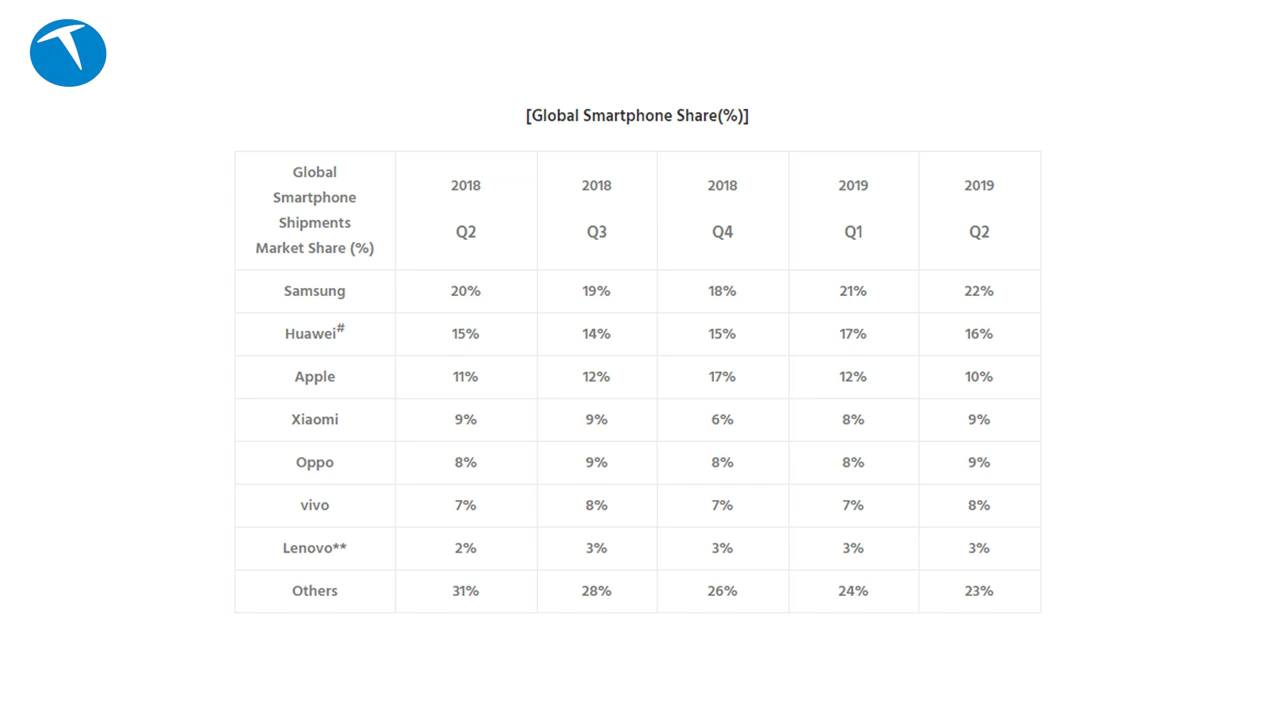 [Global Smartphone Share(%)]
Global
Smartphone
Shipments
Market Share (%)
2018
Q2
2018
Q3
2018
Q4
2019
Q1
2019
Q2
Samsung 20% 19% 18% 21% 22%
Huawei# 15% 14% 15% 17% 16%
Apple 11% 12% 17% 12% 10%
Xiaomi 9% 9% 6% 8% 9%
Oppo 8% 9% 8% 8% 9%
vivo 7% 8% 7% 7% 8%
Lenovo** 2% 3% 3% 3% 3%
Others 31% 28% 26% 24% 23%